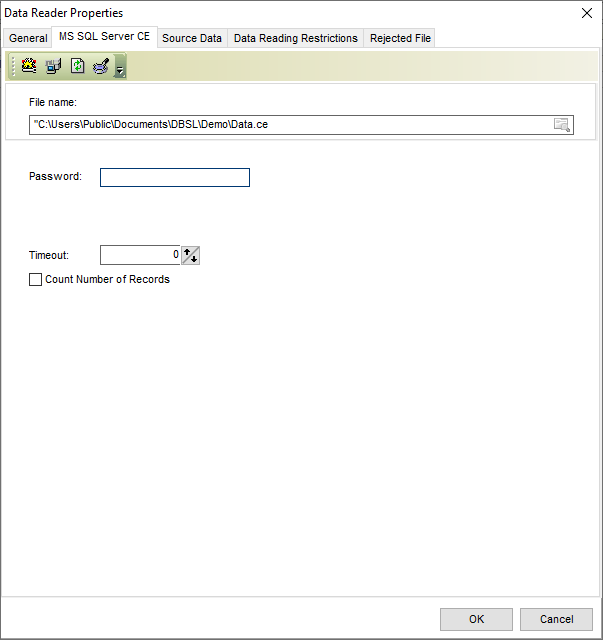 Data Reader Properties
General MS SQL Server CE Source Data Data Reading Restrictions Rejected File
File name:
"C:\Users\Public\Documents\DBSL\Demo\Data.ce
Password:
Timeout: 0
Count Number of Records
OK Cancel